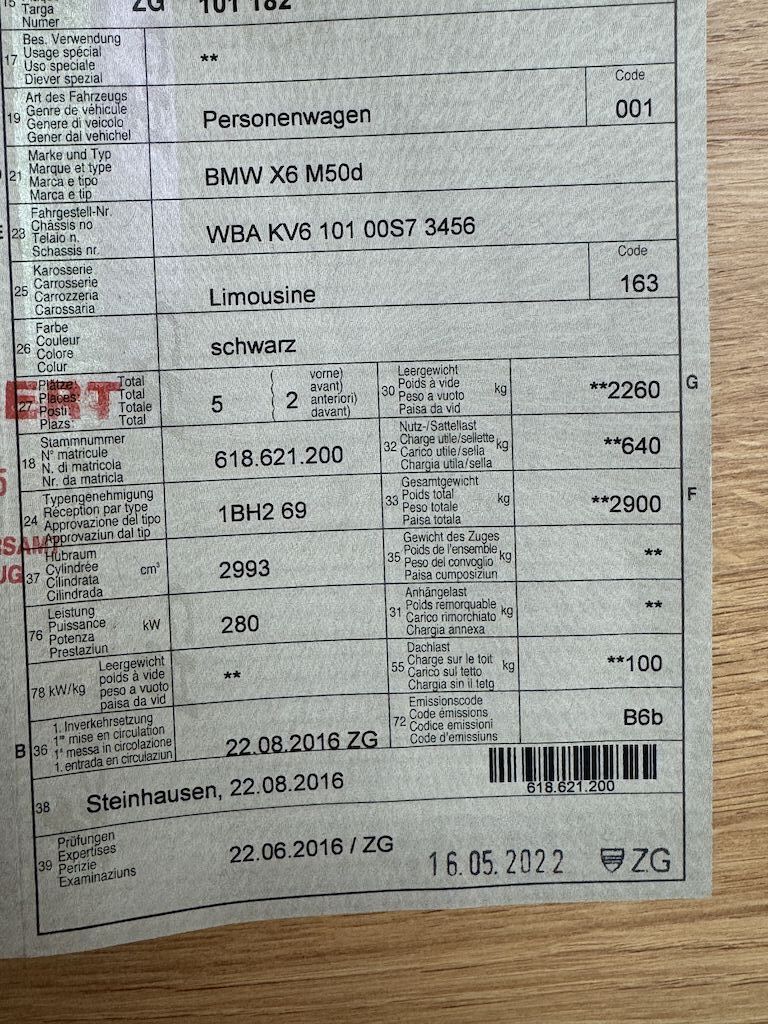 15 Targa
Numer
ZG 101 182
17 Bes. Verwendung
Usage spécial
Uso speciale
Diever spezial
**
19 Art des Fahrzeugs
Genre de véhicule
Genere di veicolo
Gener dal vehichel
Personenwagen
Code
001
21 Marke und Typ
Marque et type
Marca e tipo
Marca e tip
BMW X6 M50d
23 Fahrgestell-Nr.
Châssis no
Telaio n.
Schassis nr.
WBA KV6 101 00S7 3456
25 Karosserie
Carrosserie
Carrozzeria
Carossaria
Limousine
Code
163
26 Farbe
Couleur
Colore
Colur
schwarz
ERT
27 Plätze: Total
Places: Total
Posti: Totale
Plazs: Total
5
2
vorne)
avant)
anteriori)
davant)
30 Leergewicht
Poids à vide
Peso a vuoto
Paisa da vid
kg
**2260
G
18 Stammnummer
N° matricule
N. di matricola
Nr. da matricla
618.621.200
32 Nutz-/Sattellast
Charge utile/sellette
Carico utile/sella
Chargia utila/sella
kg
**640
24 Typengenehmigung
Réception par type
Approvazione del tipo
Approvaziun dal tip
1BH2 69
33 Gesamtgewicht
Poids total
Peso totale
Paisa totala
kg
**2900
F
37 Hubraum
Cylindrée
Cilindrata
Cilindrada
cm³
2993
35 Gewicht des Zuges
Poids de l'ensemble
Peso del convoglio
Paisa cumposiziun
kg
**
76 Leistung
Puissance
Potenza
Prestaziun
kW
280
31 Anhängelast
Poids remorquable
Carico rimorchiato
Chargia annexa
kg
**
78 kW/kg
Leergewicht
poids à vide
peso a vuoto
paisa da vid
**
55 Dachlast
Charge sur le toit
Carico sul tetto
Chargia sin il tetg
kg
**100
B 36 1. Inverkehrsetzung
1re mise en circulation
1a messa in circolazione
1. entrada en circulaziun
22.08.2016 ZG
72 Emissionscode
Code émissions
Codice emissioni
Code d'emissiuns
B6b
38 Steinhausen, 22.08.2016
618.621.200
39 Prüfungen
Expertises
Perizie
Examinaziuns
22.06.2016 / ZG
16.05.2022 ZG